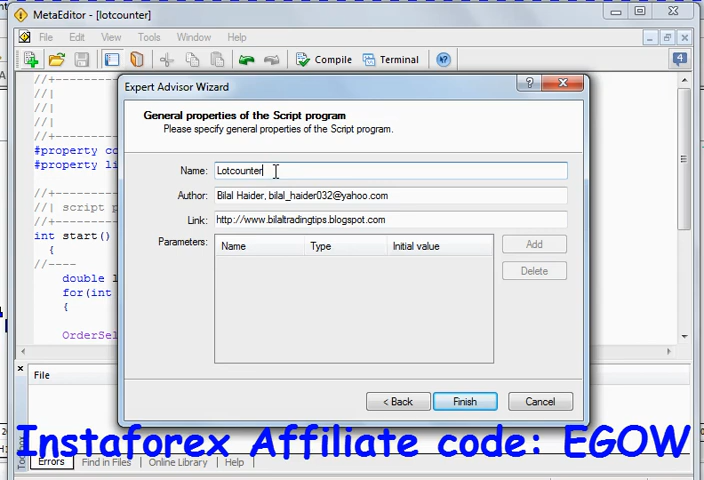 MetaEditor - [lotcounter]
File Edit View Tools Window Help
Compile Terminal
4
Expert Advisor Wizard
General properties of the Script program
Please specify general properties of the Script program.
Name: Lotcounter
Author: Bilal Haider, bilal_haider032@yahoo.com
Link: http://www.bilaltradingtips.blogspot.com
Parameters: Name Type Initial value
Add
Delete
< Back Finish Cancel
//+------
//|
//|
//|
//+------
#property co
#property li
//+------
//| script p
//+------
int start()
{
//----
double l
for(int
{
OrderSel
File
Instaforex Affiliate code: EGOW
Toolbox
Errors Find in Files Online Library Help